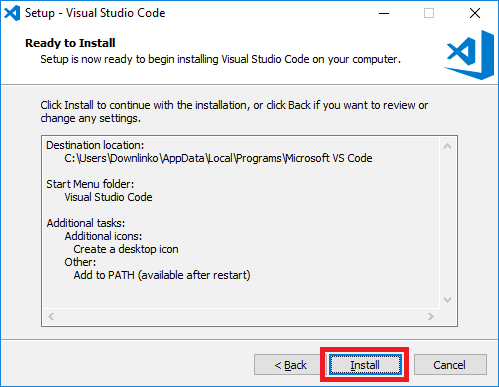 Setup - Visual Studio Code
Ready to Install
Setup is now ready to begin installing Visual Studio Code on your computer.
Click Install to continue with the installation, or click Back if you want to review or
change any settings.
Destination location:
C:\Users\Downlinko\AppData\Local\Programs\Microsoft VS Code
Start Menu folder:
Visual Studio Code
Additional tasks:
Additional icons:
Create a desktop icon
Other:
Add to PATH (available after restart)
< Back Install Cancel